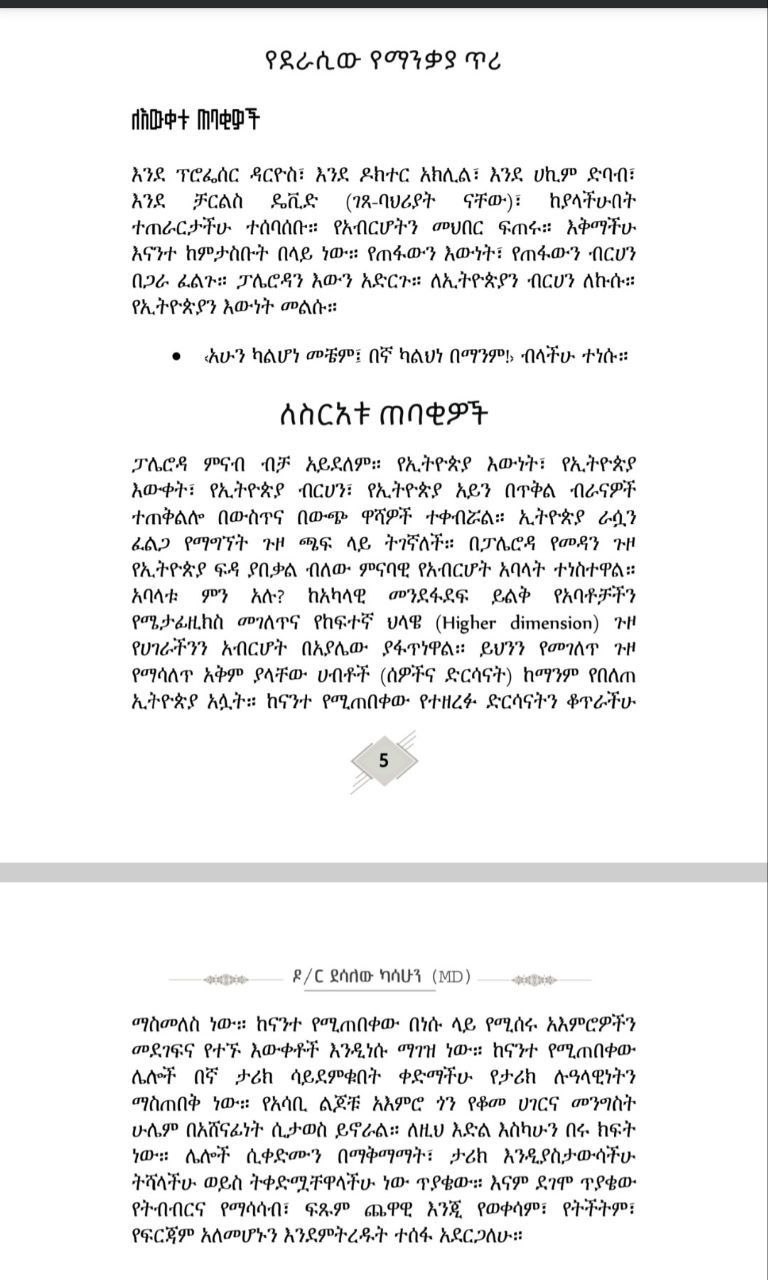 የደራሲው የማንቃያ ጥሪ
ለእውቀተ ጠባቂዎች
እንደ ፕሮፌሰር ዳርዮስ፣ እንደ ዶክተር አክሊል፣ እንደ ሀኪም ድባብ፣
እንደ ቻርልስ ዴቪድ (ገጸ-ባህሪያት ናቸው)፣ ከያላችሁበት
ተጠራርታችሁ ተሰባሰቡ። የአብርሆትን መህበር ፍጠሩ። እቅማችሁ
እናንተ ከምታስቡት በላይ ነው። የጠፋውን እውነት፣ የጠፋውን ብርሀን
በጋራ ፈልጉ። ፓሌሮዳን እውን አድርጉ። ለኢትዮጵያን ብርሀን ለኩሱ።
የኢትዮጵያን እውነት መልሱ።
• ‹አሁን ካልሆነ መቼም፤ በኛ ካልህነ በማንም!› ብላችሁ ተነሱ።
ሰስርአቱ ጠባቂዎች
ፓሌሮዳ ምናብ ብቻ አይደለም። የኢትዮጵያ እውነት፣ የኢትዮጵያ
እውቀት፣ የኢትዮጵያ ብርሀን፣ የኢትዮጵያ አይን በጥቅል ብራናዎች
ተጠቅልሎ በውስጥና በውጭ ዋሻዎች ተቀብሯል። ኢትዮጵያ ራሷን
ፈልጋ የማግኘት ጉዞ ጫፍ ላይ ትገኛለች። በፓሌሮዳ የመዳን ጉዞ
የኢትዮጵያ ፍዳ ያበቃል ብለው ምናባዊ የአብርሆት አባላት ተነስተዋል።
አባላቱ ምን አሉ? ከአካላዊ መንደፋደፍ ይልቅ የአባቶቻችን
የሜታፊዚክስ መገለጥና የከፍተኛ ህላዌ (Higher dimension) ጉዞ
የሀገራችንን አብርሆት በአያሌው ያፋጥነዋል። ይህንን የመገለጥ ጉዞ
የማሳለጥ አቅም ያላቸው ሀብቶች (ሰዎችና ድርሳናት) ከማንም የበለጠ
ኢትዮጵያ አሏት። ከናንተ የሚጠበቀው የተዘረፉ ድርሳናትን ቆጥራችሁ
5
ዶ/ር ደሳለው ካሳሁን (MD)
ማስመለስ ነው። ከናንተ የሚጠበቀው በነሱ ላይ የሚሰሩ አእምሮዎችን
መደገፍና የተኙ እውቀቶች እንዲነሱ ማገዝ ነው። ከናንተ የሚጠበቀው
ሌሎች በኛ ታሪክ ሳይደምቁበት ቀድማችሁ የታሪክ ሉዓላዊነትን
ማስጠበቅ ነው። የአሳቢ ልጆቹ አእምሮ ጎን የቆመ ሀገርና መንግስት
ሁሌም በአሸናፊነት ሲታወስ ይኖራል። ለዚህ እድል እስካሁን በሩ ክፍት
ነው። ሌሎች ሲቀድሙን በማቅማማት፣ ታሪክ እንዲያስታውሳችሁ
ትሻላችሁ ወይስ ትቀድሟቸዋላችሁ ነው ጥያቄው። እናም ደገሞ ጥያቄው
የትብብርና የማሳሳብ፣ ፍጹም ጨዋዊ እንጂ የወቀሳም፣ የትችትም፣
የፍርጃም አለመሆኑን እንደምትረዱት ተሰፋ አደርጋለሁ።